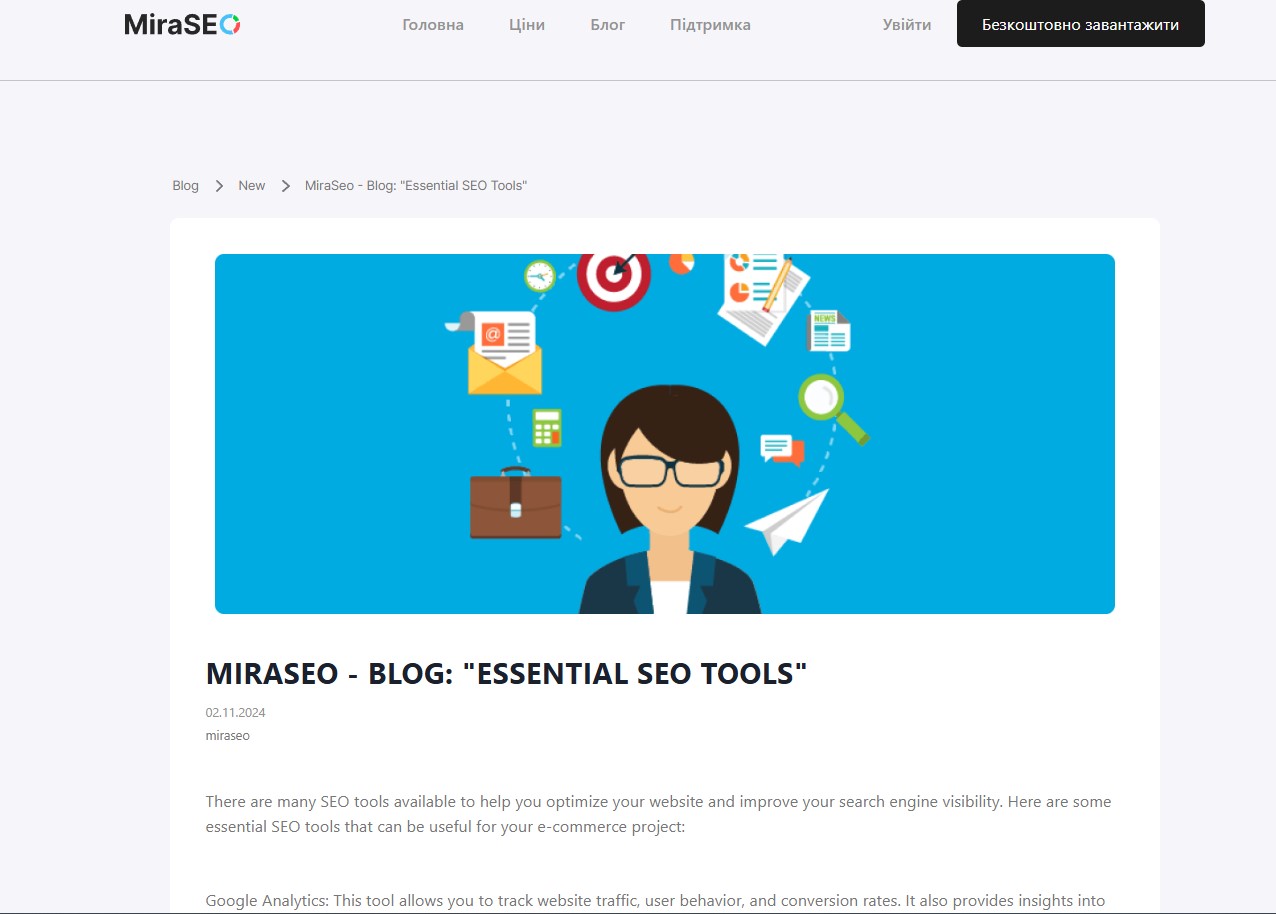 MiraSEO
Головна
Ціни
Блог
Підтримка
Увійти
Безкоштовно завантажити
Blog
New
MiraSeo - Blog: "Essential SEO Tools"
@
NEWS
MIRASEO - BLOG: "ESSENTIAL SEO TOOLS"
02.11.2024
miraseo
There are many SEO tools available to help you optimize your website and improve your search engine visibility. Here are some
essential SEO tools that can be useful for your e-commerce project:
Google Analytics: This tool allows you to track website traffic, user behavior, and conversion rates. It also provides insights into